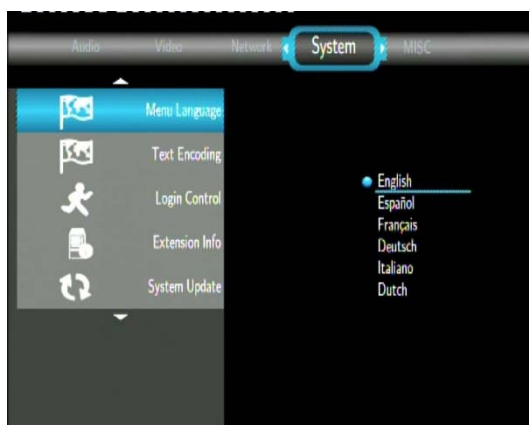 Audio Video Network System MISC
Menu Language
Text Encoding
Login Control
Extension Info
System Update
English
Español
Français
Deutsch
Italiano
Dutch